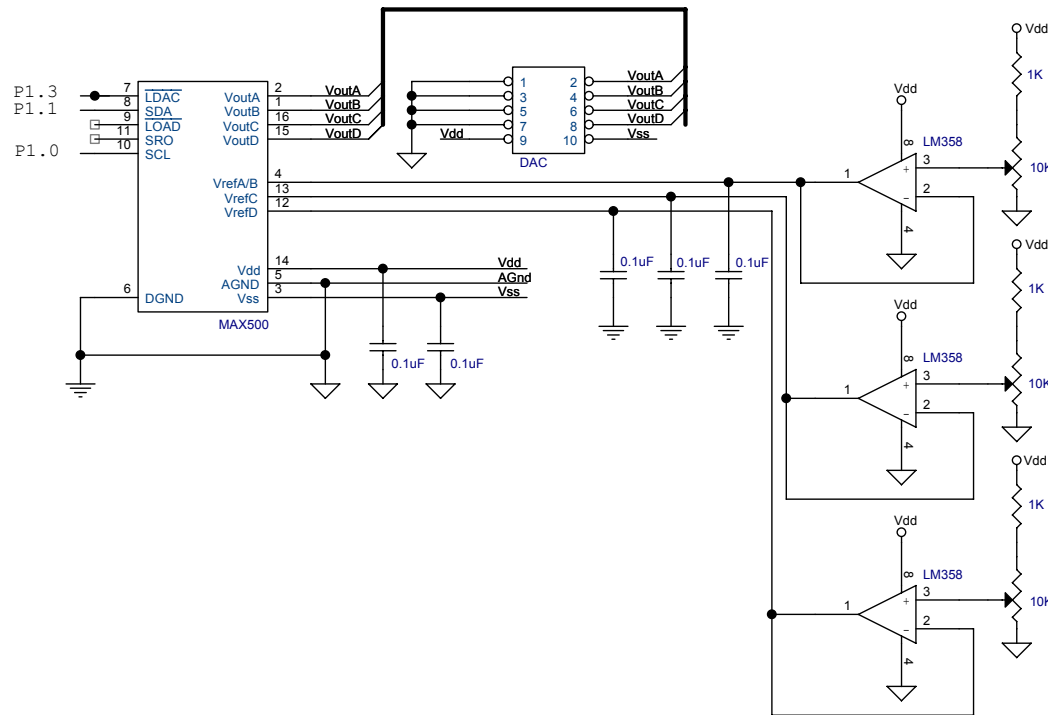 P1.3
P1.1
P1.0
7
8
9
11
10
LDAC
SDA
LOAD
SRO
SCL
VoutA
VoutB
VoutC
VoutD
2
1
16
15
VoutA
VoutB
VoutC
VoutD
VrefA/B
VrefC
VrefD
4
13
12
Vdd
AGND
Vss
14
5
3
Vdd
AGnd
Vss
6
DGND
MAX500
0.1uF
0.1uF
1
3
5
7
9
2
4
6
8
10
VoutA
VoutB
VoutC
VoutD
Vdd
Vss
DAC
0.1uF
0.1uF
0.1uF
Vdd
1K
Vdd
8
LM358
1
+
3
-
2
4
10K
Vdd
1K
Vdd
8
LM358
1
+
3
-
2
4
10K
Vdd
1K
Vdd
8
LM358
1
+
3
-
2
4
10K